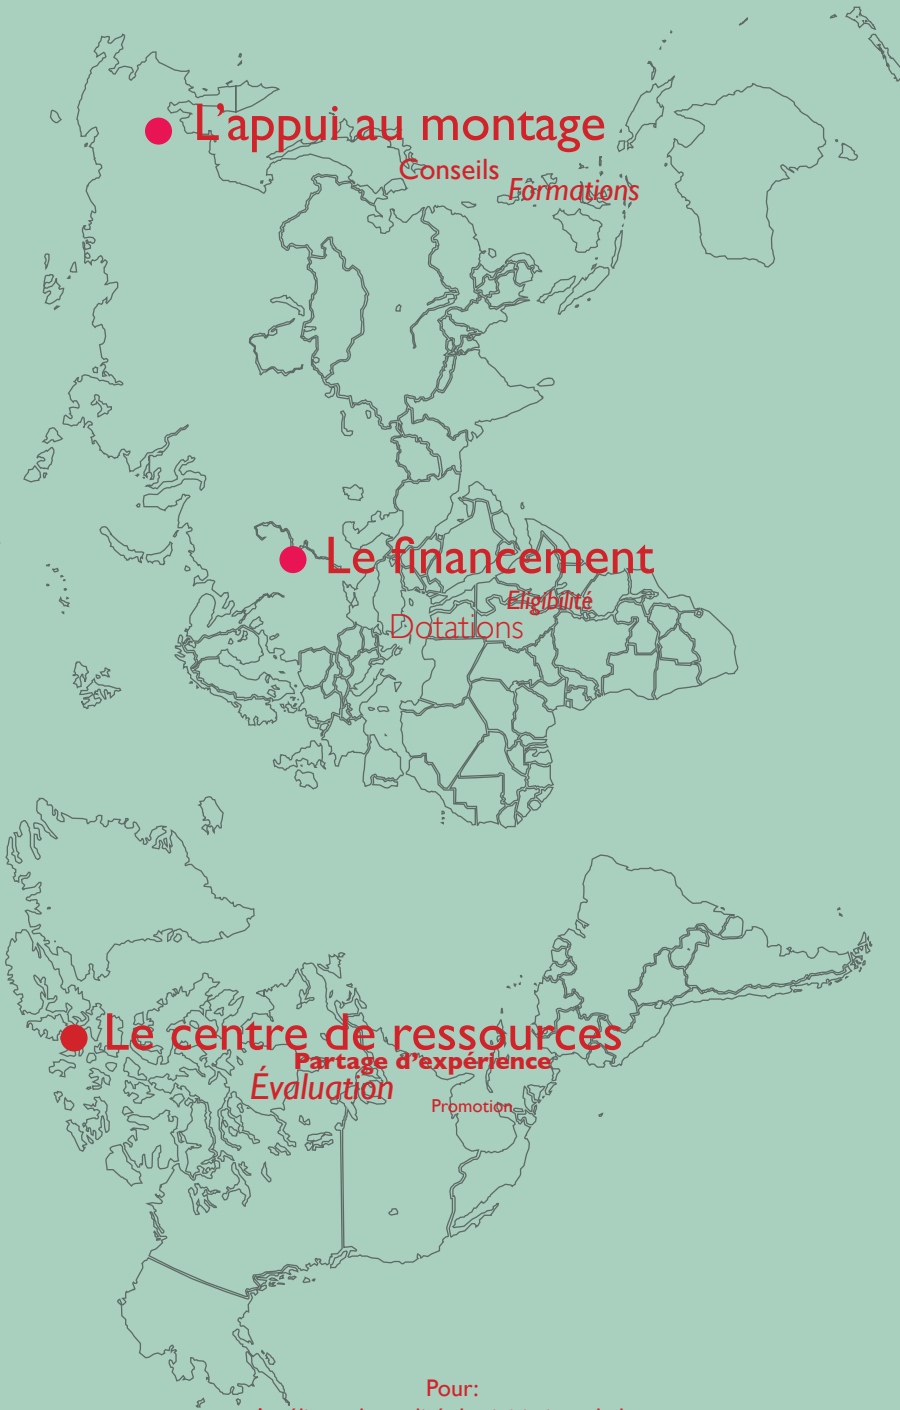 L’appui au montage
Conseils
Formations
Le financement
Eligibilité
Dotations
Le centre de ressources
Partage d’expérience
Évaluation
Promotion
Pour: